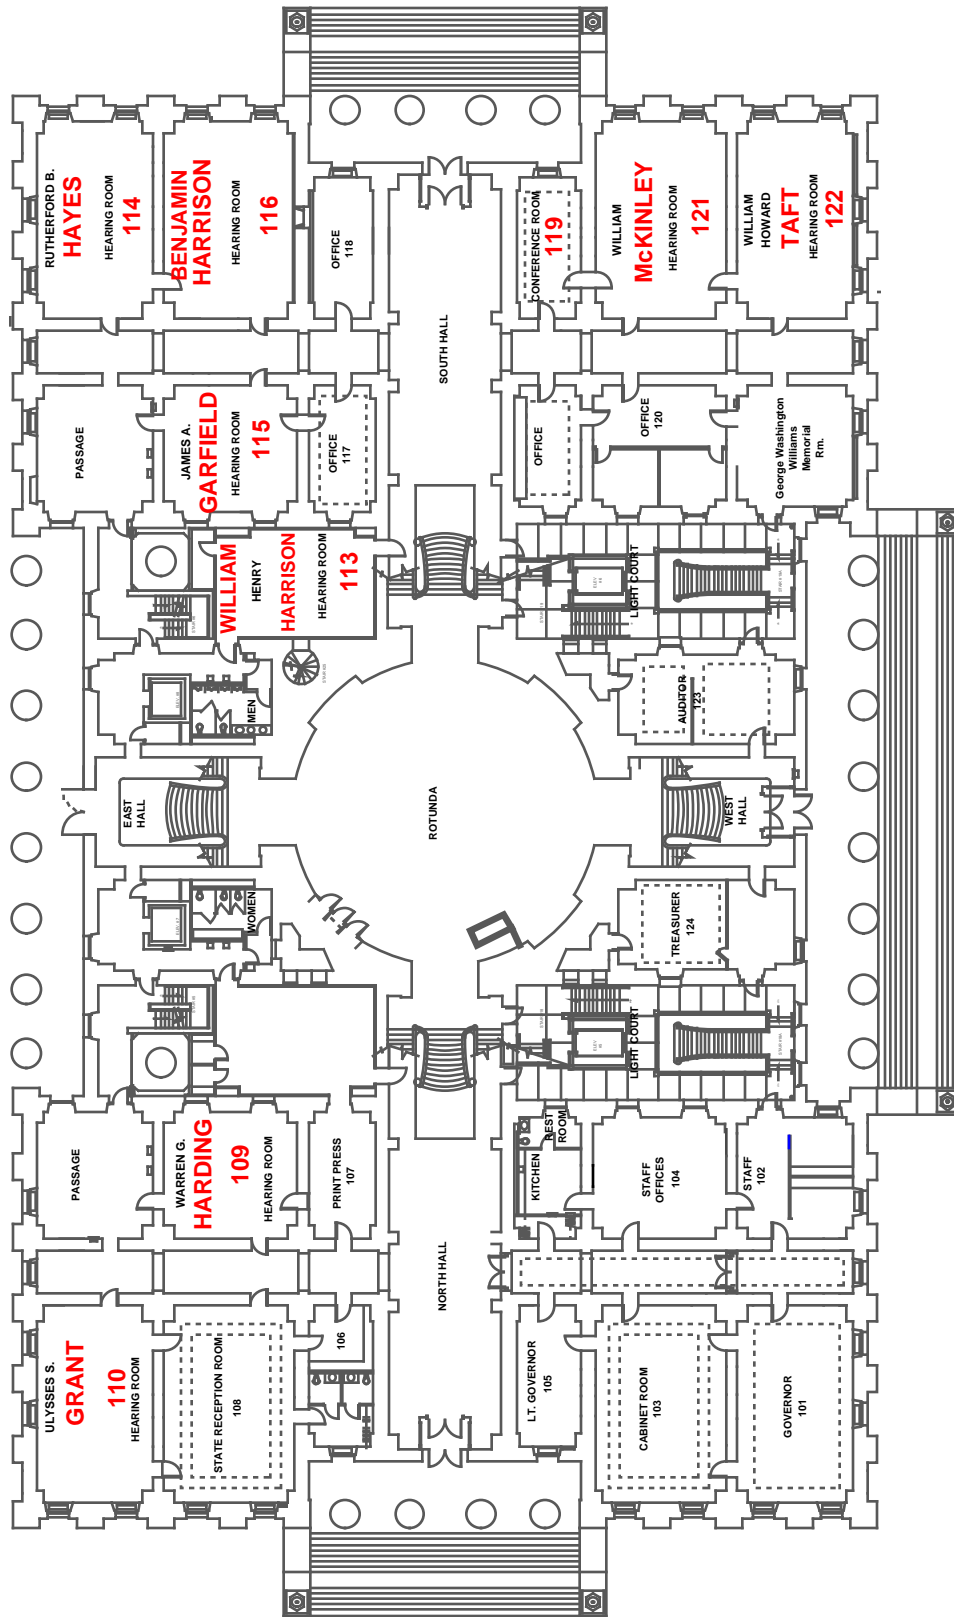 RUTHERFORD B.
HAYES
HEARING ROOM
114
BENJAMIN
HARRISON
HEARING ROOM
116
OFFICE
118
SOUTH HALL
CONFERENCE ROOM
119
WILLIAM
McKINLEY
HEARING ROOM
121
WILLIAM
HOWARD
TAFT
HEARING ROOM
122
PASSAGE
JAMES A.
GARFIELD
HEARING ROOM
115
OFFICE
117
OFFICE
OFFICE
120
George Washington
Williams
Memorial
Rm.
WILLIAM
HENRY
HARRISON
HEARING ROOM
113
LIGHT COURT
MEN
AUDITOR
123
EAST
HALL
ROTUNDA
WEST
HALL
WOMEN
TREASURER
124
LIGHT COURT
PASSAGE
WARREN G.
HARDING
109
HEARING ROOM
PRINT PRESS
107
KITCHEN
REST
ROOM
STAFF
OFFICES
104
STAFF
102
NORTH HALL
ULYSSES S.
GRANT
110
HEARING ROOM
STATE RECEPTION ROOM
108
106
LT. GOVERNOR
105
CABINET ROOM
103
GOVERNOR
101